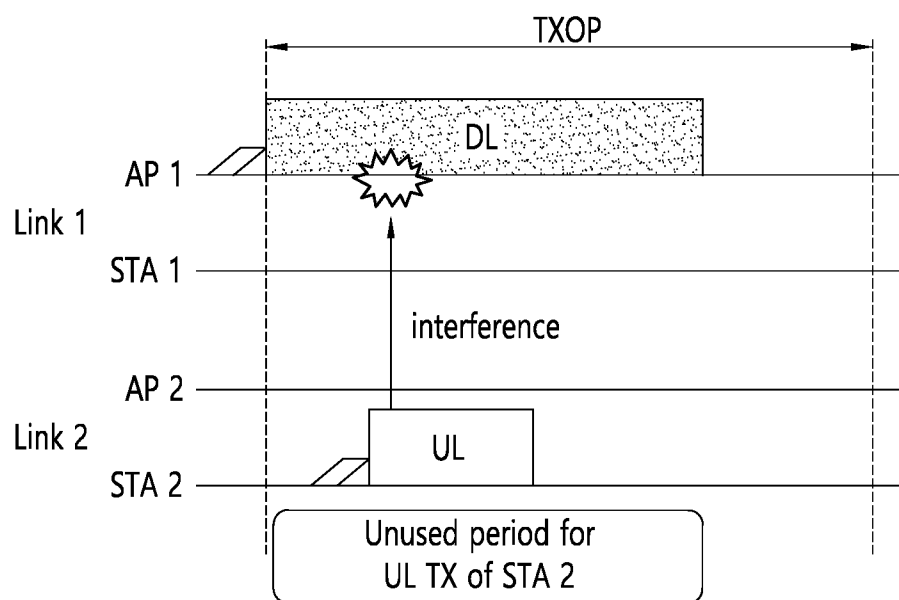 TXOP
DL
AP 1
Link 1
STA 1
interference
AP 2
Link 2
UL
STA 2
Unused period for
UL TX of STA 2